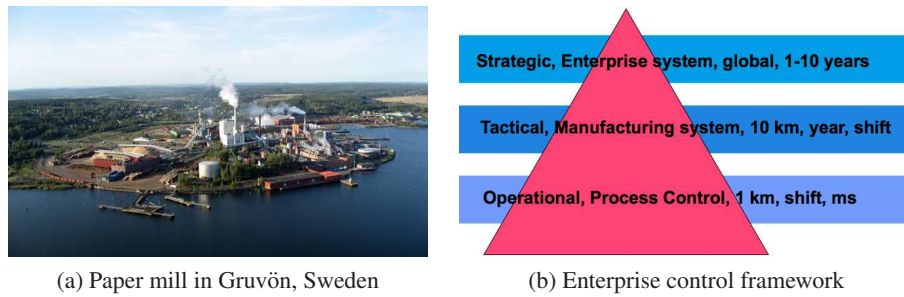 Strategic, Enterprise system, global, 1-10 years
Tactical, Manufacturing system, 10 km, year, shift
Operational, Process Control, 1 km, shift, ms
(a) Paper mill in Gruvön, Sweden
(b) Enterprise control framework